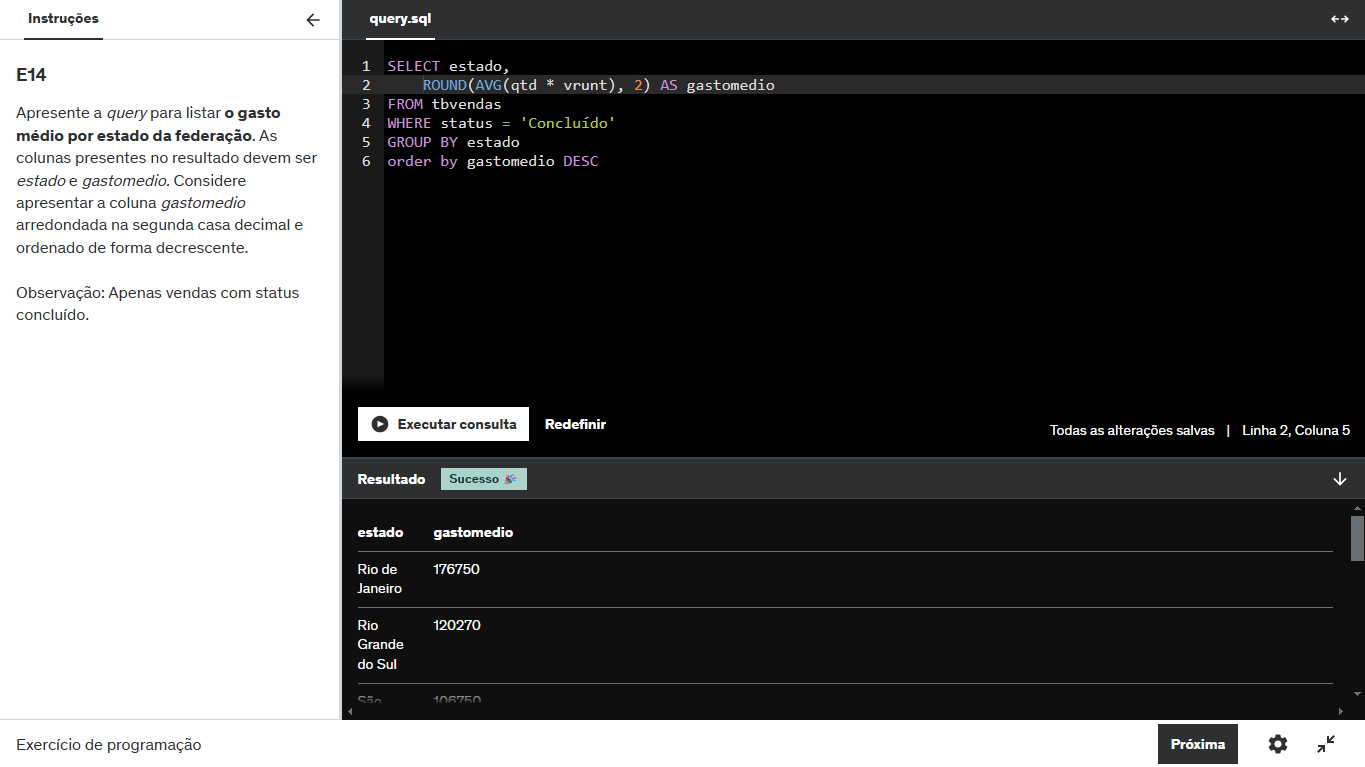 Instruções
E14
Apresente a query para listar o gasto
médio por estado da federação. As
colunas presentes no resultado devem ser
estado e gastomedio. Considere
apresentar a coluna gastomedio
arredondada na segunda casa decimal e
ordenado de forma decrescente.
Observação: Apenas vendas com status
concluído.
query.sql
1 SELECT estado,
2 ROUND(AVG(qtd * vrunt), 2) AS gastomedio
3 FROM tbvendas
4 WHERE status = 'Concluído'
5 GROUP BY estado
6 order by gastomedio DESC
Executar consulta Redefinir
Todas as alterações salvas | Linha 2, Coluna 5
Resultado Sucesso
estado gastomedio
Rio de 176750
Janeiro
Rio 120270
Grande
do Sul
São 106750
Exercício de programação
Próxima